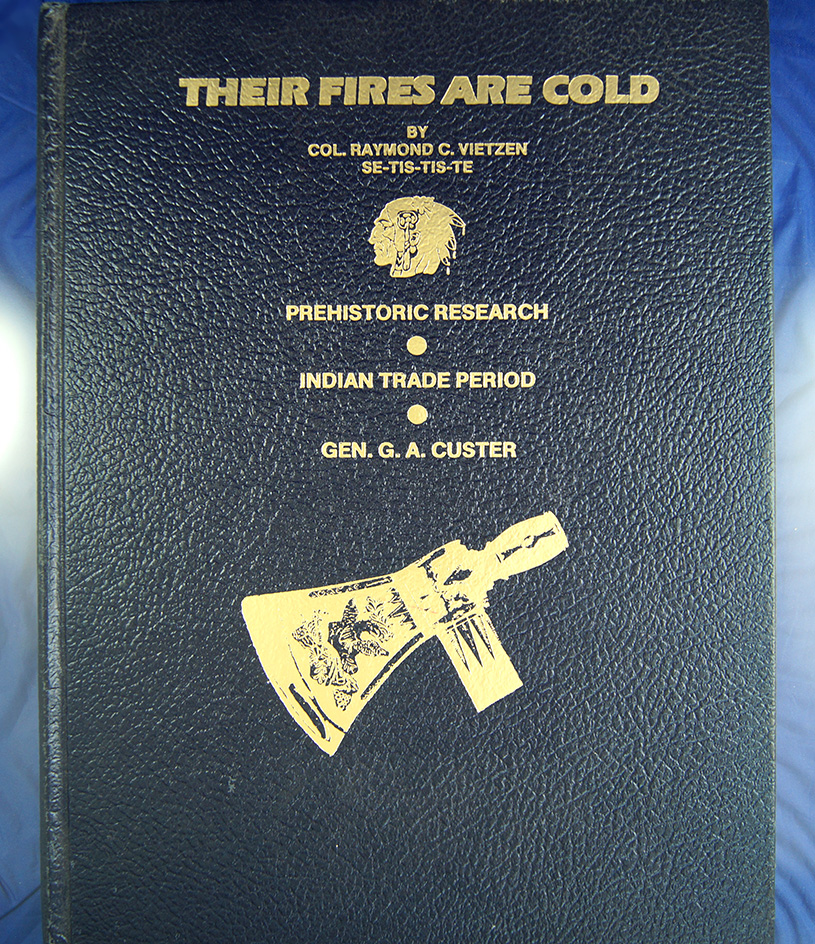 THEIR FIRES ARE COLD
BY
COL. RAYMOND C. VIETZEN
SE-TIS-TIS-TE
PREHISTORIC RESEARCH
INDIAN TRADE PERIOD
GEN. G. A. CUSTER